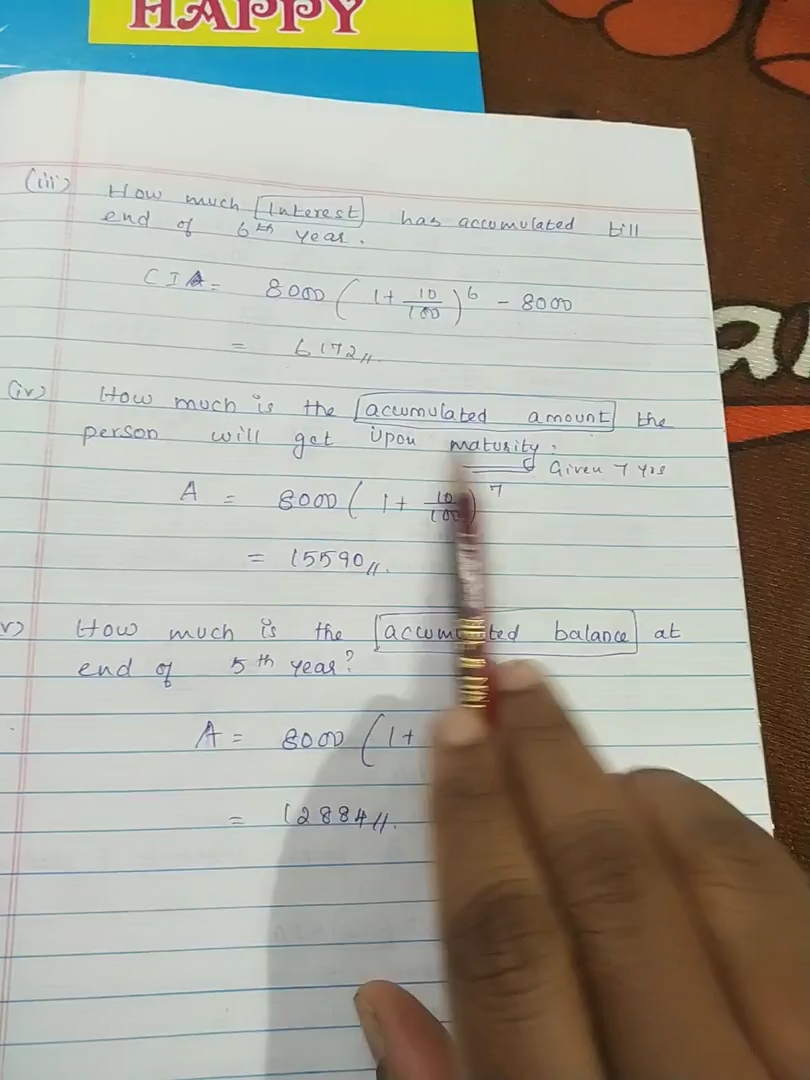 HAPPY
(iii) How much Interest has accumulated till
end of 6th year.
CIA = 8000 ( 1 + 10/100 )^6 - 8000
= 6172 //.
(iv) How much is the accumulated amount the
person will get upon maturity.
Given 7 yrs
A = 8000 ( 1 + 10/100 )^7
= 15590 //.
v) How much is the accumulated balance at
end of 5th year?
A = 8000 ( 1 +
= 12884 //.